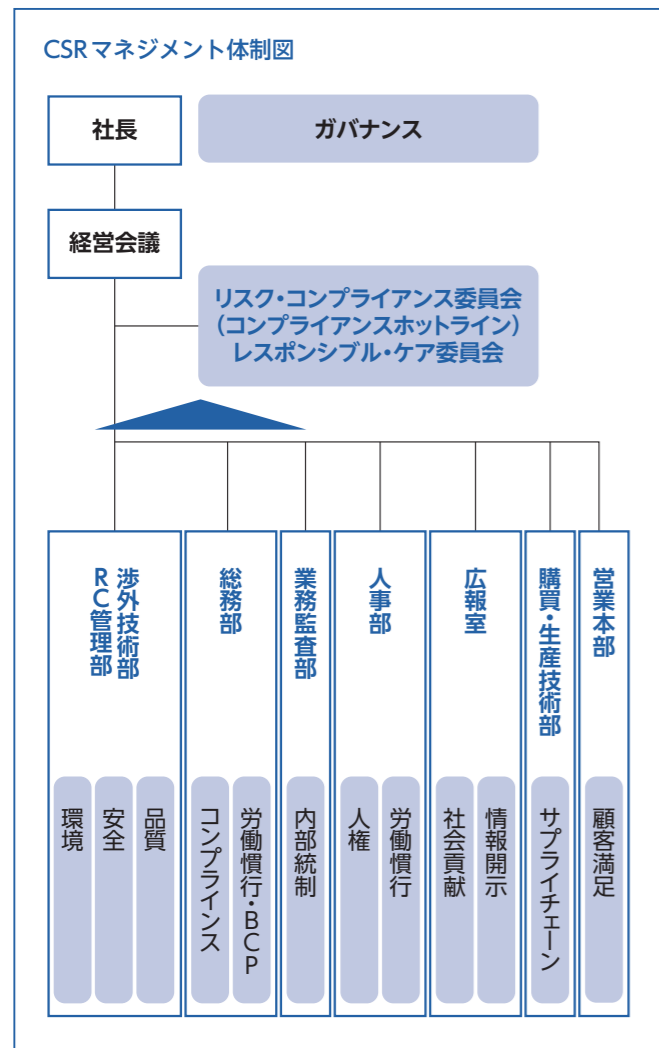 CSRマネジメント体制図
社長
ガバナンス
経営会議
リスク・コンプライアンス委員会
(コンプライアンスホットライン)
レスポンシブル・ケア委員会
渉外技術部
RC管理部
総務部
業務監査部
人事部
広報室
購買・生産技術部
営業本部
環境
安全
品質
コンプラインス
労働慣行・BCP
内部統制
人権
労働慣行
社会貢献
情報開示
サプライチェーン
顧客満足